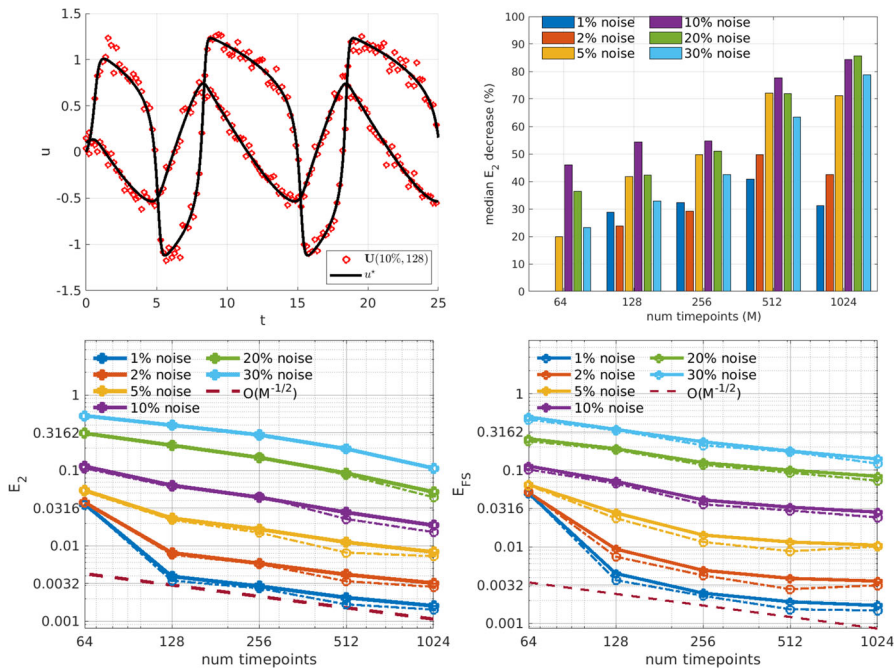 1.5
1
0.5
0
-0.5
-1
-1.5
u
0 5 10 15 20 25
t
U(10%, 128)
u*
100
90
80
70
60
50
40
30
20
10
0
median E2 decrease (%)
1% noise
2% noise
5% noise
10% noise
20% noise
30% noise
64 128 256 512 1024
num timepoints (M)
1% noise
2% noise
5% noise
10% noise
20% noise
30% noise
O(M-1/2)
1
0.3162
0.1
0.0316
0.01
0.0032
0.001
E2
64 128 256 512 1024
num timepoints
1% noise
2% noise
5% noise
10% noise
20% noise
30% noise
O(M-1/2)
1
0.3162
0.1
0.0316
0.01
0.0032
0.001
EFS
64 128 256 512 1024
num timepoints